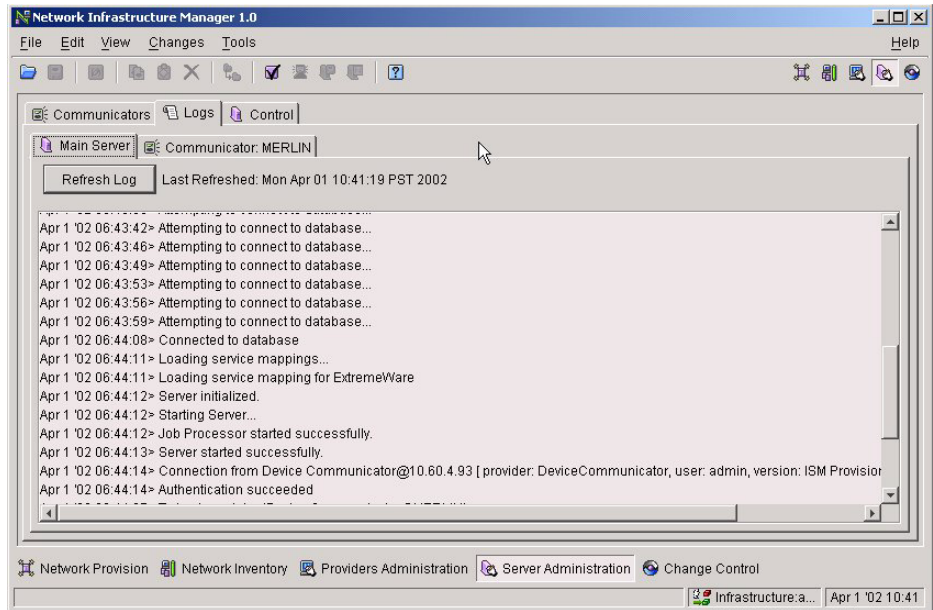 Network Infrastructure Manager 1.0
File Edit View Changes Tools Help
Communicators Logs Control
Main Server Communicator: MERLIN
Refresh Log Last Refreshed: Mon Apr 01 10:41:19 PST 2002
Apr 1 '02 06:43:42> Attempting to connect to database...
Apr 1 '02 06:43:46> Attempting to connect to database...
Apr 1 '02 06:43:49> Attempting to connect to database...
Apr 1 '02 06:43:53> Attempting to connect to database...
Apr 1 '02 06:43:56> Attempting to connect to database...
Apr 1 '02 06:43:59> Attempting to connect to database...
Apr 1 '02 06:44:08> Connected to database
Apr 1 '02 06:44:11> Loading service mappings...
Apr 1 '02 06:44:11> Loading service mapping for ExtremeWare
Apr 1 '02 06:44:12> Server initialized.
Apr 1 '02 06:44:12> Starting Server...
Apr 1 '02 06:44:12> Job Processor started successfully.
Apr 1 '02 06:44:13> Server started successfully.
Apr 1 '02 06:44:14> Connection from Device Communicator@10.60.4.93 [ provider: DeviceCommunicator, user: admin, version: ISM Provisior
Apr 1 '02 06:44:14> Authentication succeeded
Network Provision Network Inventory Providers Administration Server Administration Change Control
Infrastructure:a... Apr 1 '02 10:41